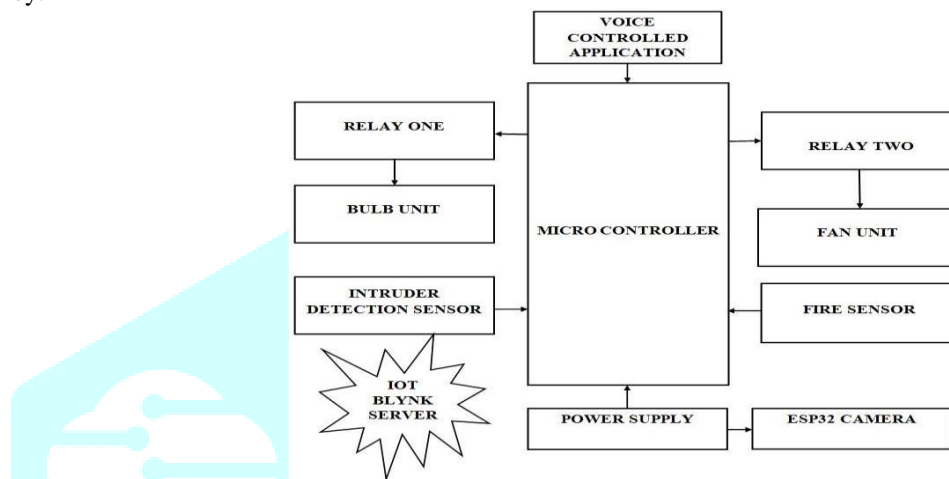 VOICE
CONTROLLED
APPLICATION
RELAY ONE
RELAY TWO
BULB UNIT
MICRO CONTROLLER
FAN UNIT
INTRUDER
DETECTION SENSOR
FIRE SENSOR
IOT
BLYNK
SERVER
POWER SUPPLY
ESP32 CAMERA